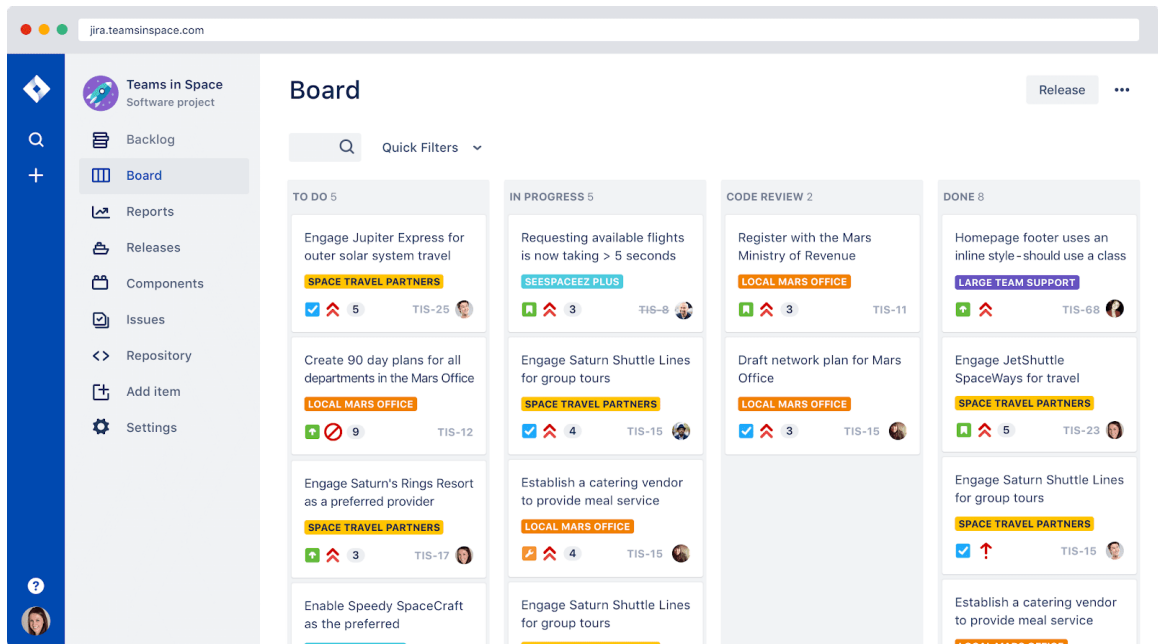 jira.teamsinspace.com
Teams in Space
Software project
Backlog
Board
Reports
Releases
Components
Issues
Repository
Add item
Settings
?
Board
Release
Quick Filters
TO DO 5
Engage Jupiter Express for
outer solar system travel
SPACE TRAVEL PARTNERS
5 TIS-25
Create 90 day plans for all
departments in the Mars Office
LOCAL MARS OFFICE
9 TIS-12
Engage Saturn's Rings Resort
as a preferred provider
SPACE TRAVEL PARTNERS
3 TIS-17
Enable Speedy SpaceCraft
as the preferred
IN PROGRESS 5
Requesting available flights
is now taking > 5 seconds
SEESPACEEZ PLUS
3 TIS-8
Engage Saturn Shuttle Lines
for group tours
SPACE TRAVEL PARTNERS
4 TIS-15
Establish a catering vendor
to provide meal service
LOCAL MARS OFFICE
4 TIS-15
Engage Saturn Shuttle Lines
for group tours
CODE REVIEW 2
Register with the Mars
Ministry of Revenue
LOCAL MARS OFFICE
3 TIS-11
Draft network plan for Mars
Office
LOCAL MARS OFFICE
3 TIS-15
DONE 8
Homepage footer uses an
inline style-should use a class
LARGE TEAM SUPPORT
TIS-68
Engage JetShuttle
SpaceWays for travel
SPACE TRAVEL PARTNERS
5 TIS-23
Engage Saturn Shuttle Lines
for group tours
SPACE TRAVEL PARTNERS
TIS-15
Establish a catering vendor
to provide meal service